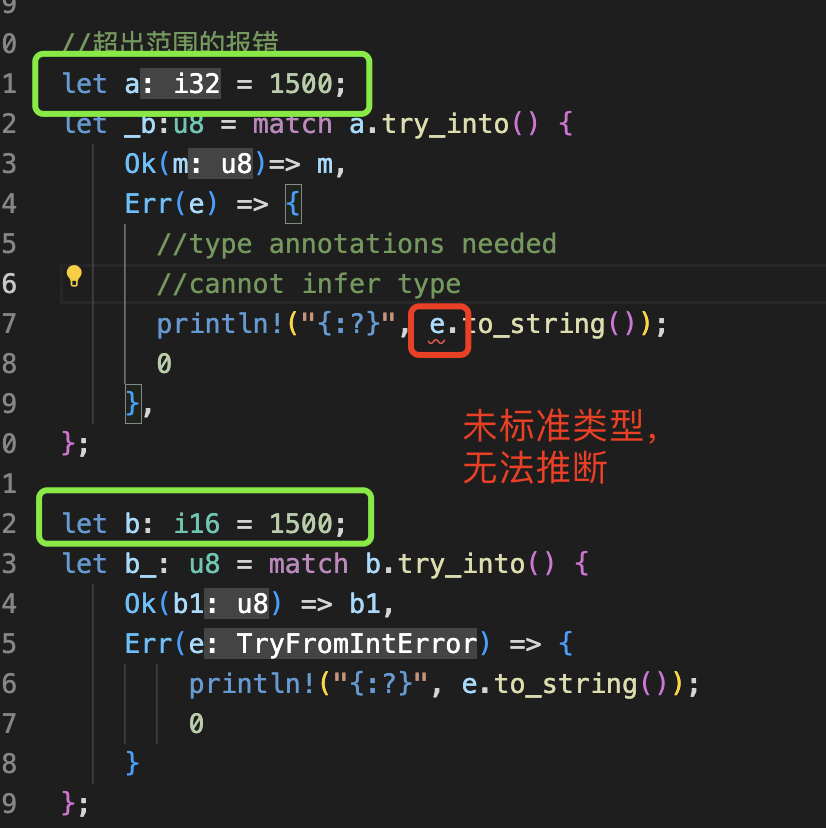 9
0 //超出范围的报错
1 let a: i32 = 1500;
2 let _b:u8 = match a.try_into() {
3 Ok(m: u8)=> m,
4 Err(e) => {
5 //type annotations needed
6 //cannot infer type
7 println!("{:?}", e.to_string());
8 0
9 },
0 };
未标准类型，
无法推断
1
2 let b: i16 = 1500;
3 let b_: u8 = match b.try_into() {
4 Ok(b1: u8) => b1,
5 Err(e: TryFromIntError) => {
6 println!("{:?}", e.to_string());
7 0
8 }
9 };